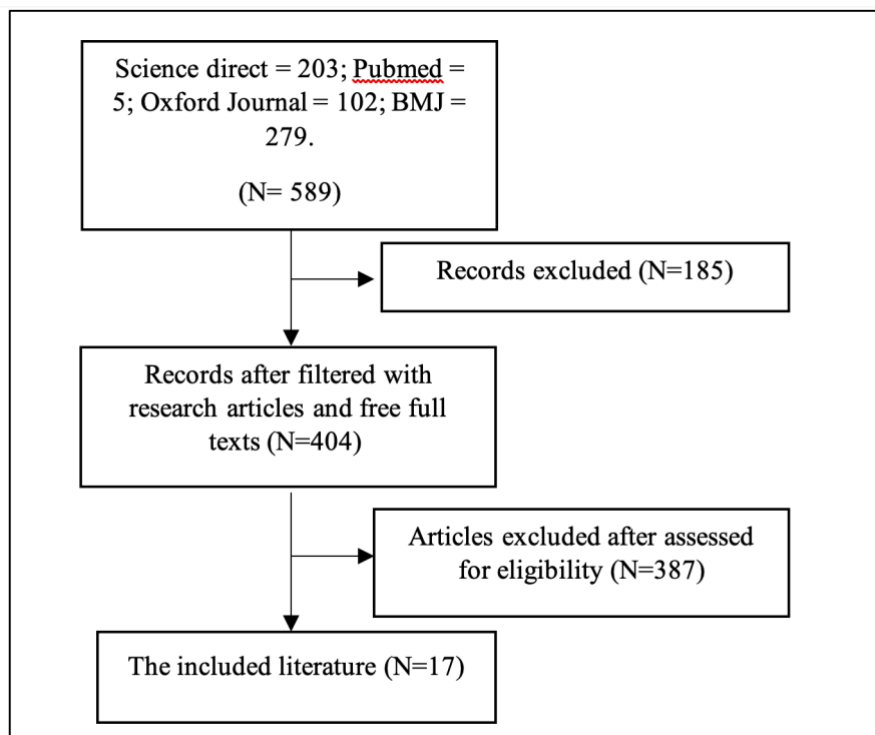 Science direct = 203; Pubmed =
5; Oxford Journal = 102; BMJ =
279.
(N= 589)
Records excluded (N=185)
Records after filtered with
research articles and free full
texts (N=404)
Articles excluded after assessed
for eligibility (N=387)
The included literature (N=17)